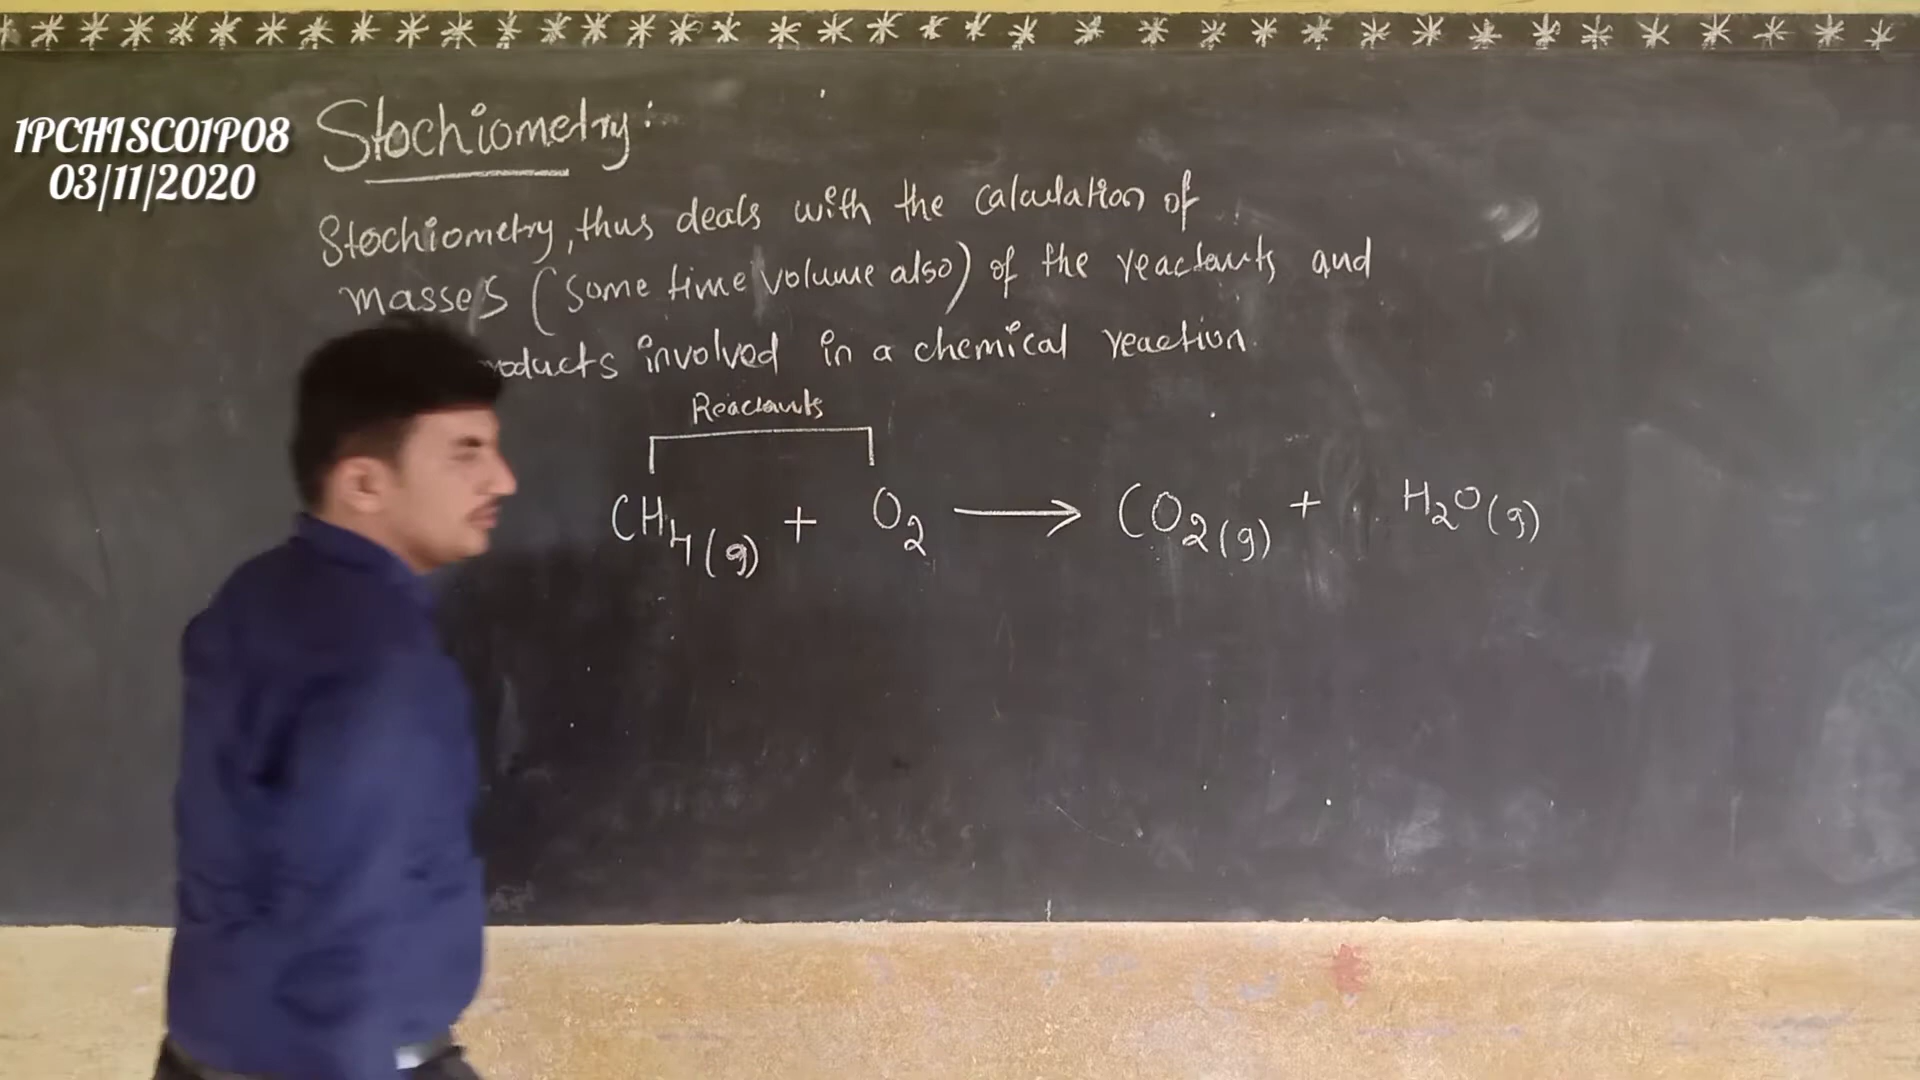 1PCH1SC01P08
03/11/2020
Stochiometry:
Stochiometry, thus deals with the calculation of
masses (Some time volume also) of the reactants and
roducts involved in a chemical reaction.
Reactants
CH4(g) + O2 ⟶ CO2(g) + H2O(g)